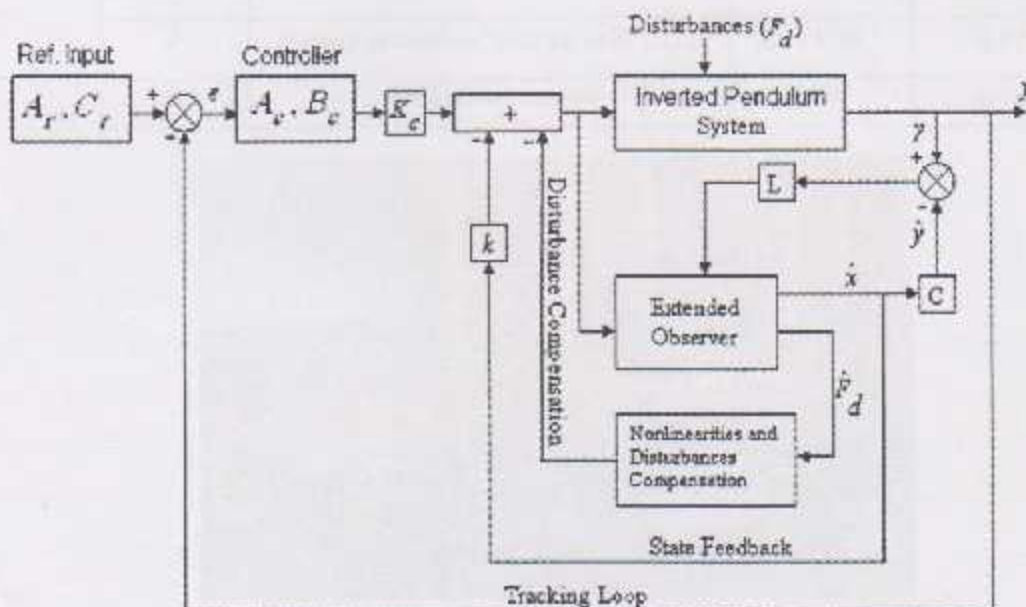 Disturbances (F_d)
Ref. Input
Controller
A_r , C_r
+
-
e
A_c , B_c
K_c
+
-
-
Inverted Pendulum
System
y
y
+
-
L
ŷ
k
Disturbance Compensation
Extended
Observer
x̂
C
F̂_d
Nonlinearities and
Disturbances
Compensation
State Feedback
Tracking Loop